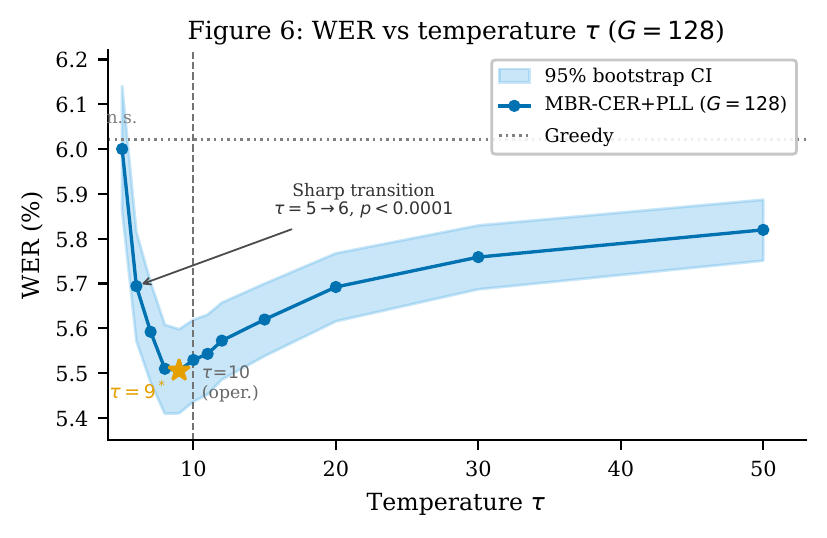 Figure 6: WER vs temperature τ (G = 128)
95% bootstrap CI
MBR-CER+PLL (G = 128)
Greedy
n.s.
Sharp transition
τ = 5 → 6, p < 0.0001
τ = 9*
τ=10
(oper.)
WER (%)
6.2
6.1
6.0
5.9
5.8
5.7
5.6
5.5
5.4
10 20 30 40 50
Temperature τ